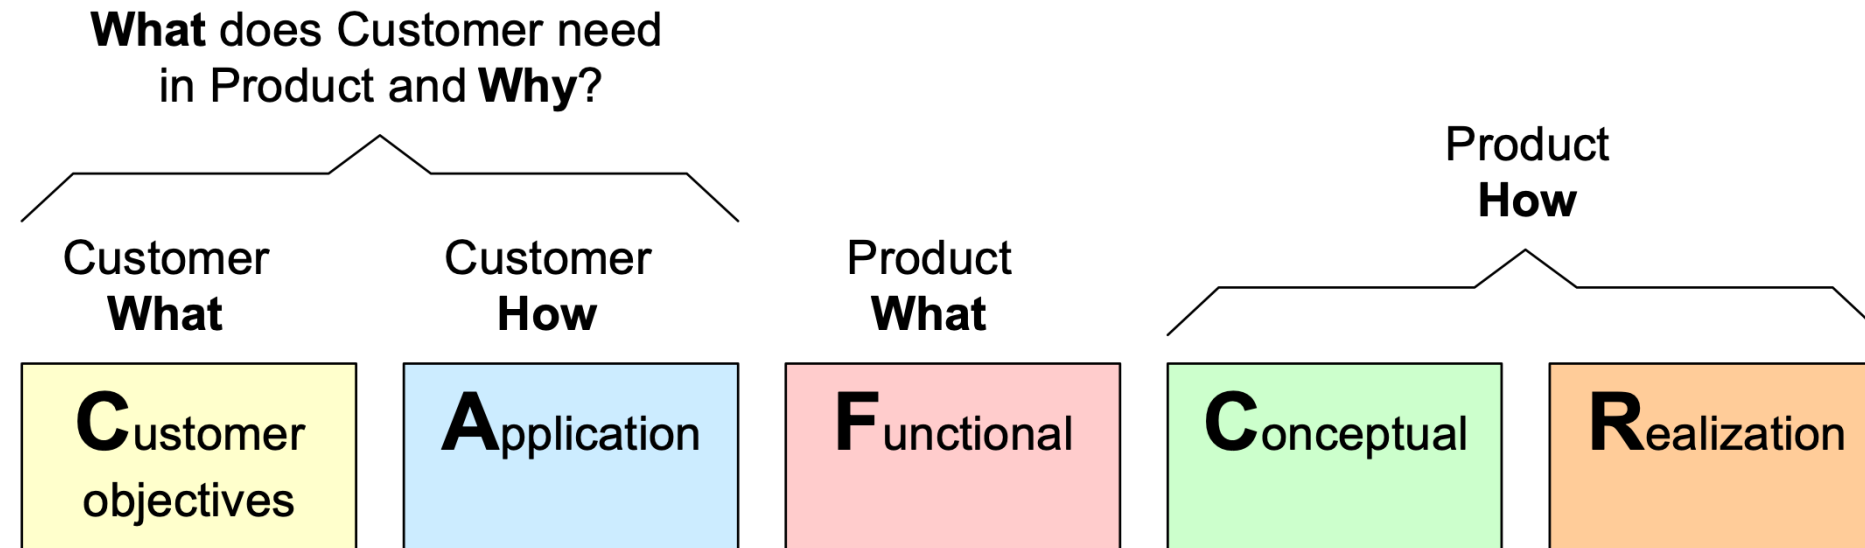 What does Customer need
in Product and Why?
Product
How
Customer
What
Customer
How
Product
What
Customer
objectives
Application
Functional
Conceptual
Realization